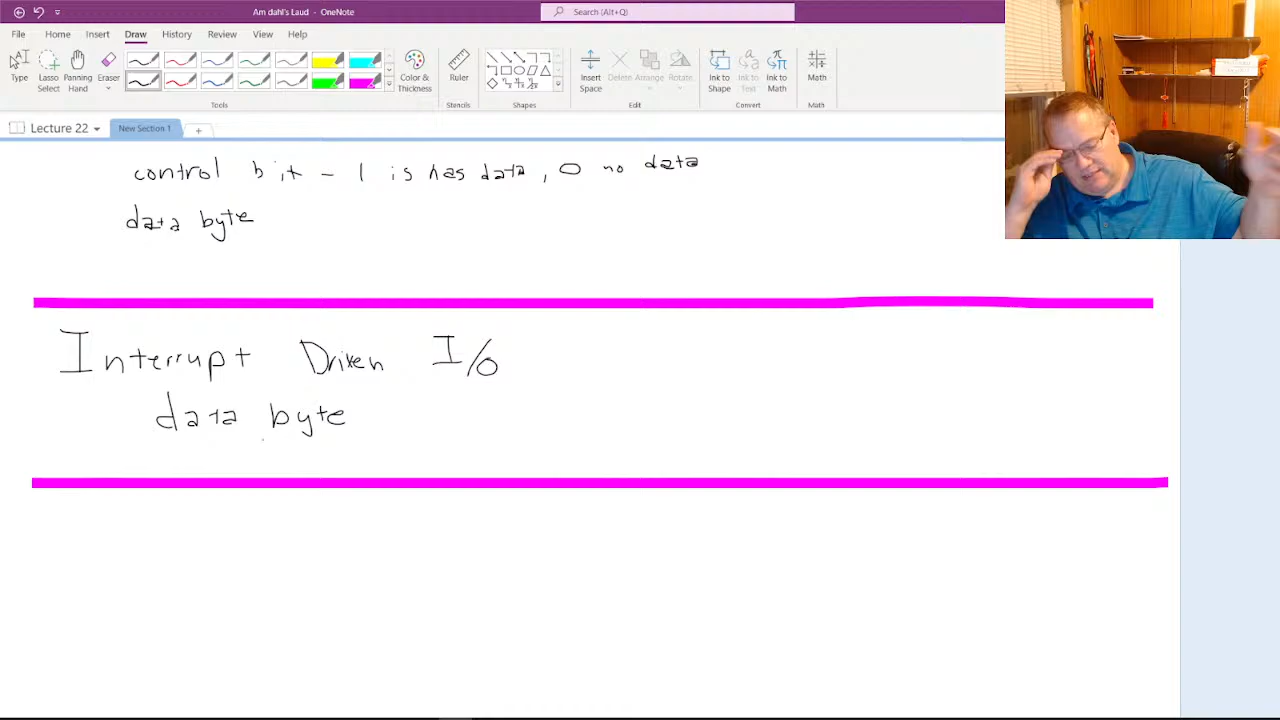 Am dahl's Laud - OneNote
Search (Alt+Q)
File Home Insert Draw History Review View Help
Type Lasso Select Panning Hand Eraser Color Thickness Ruler Insert Space Delete Arrange Rotate Ink to Shape Ink to Text Ink to Math Math
Tools Stencils Shapes Edit Convert Math
Lecture 22 New Section 1 +
control bit - 1 is has data, 0 no data
data byte
Interrupt Driven I/O
data byte